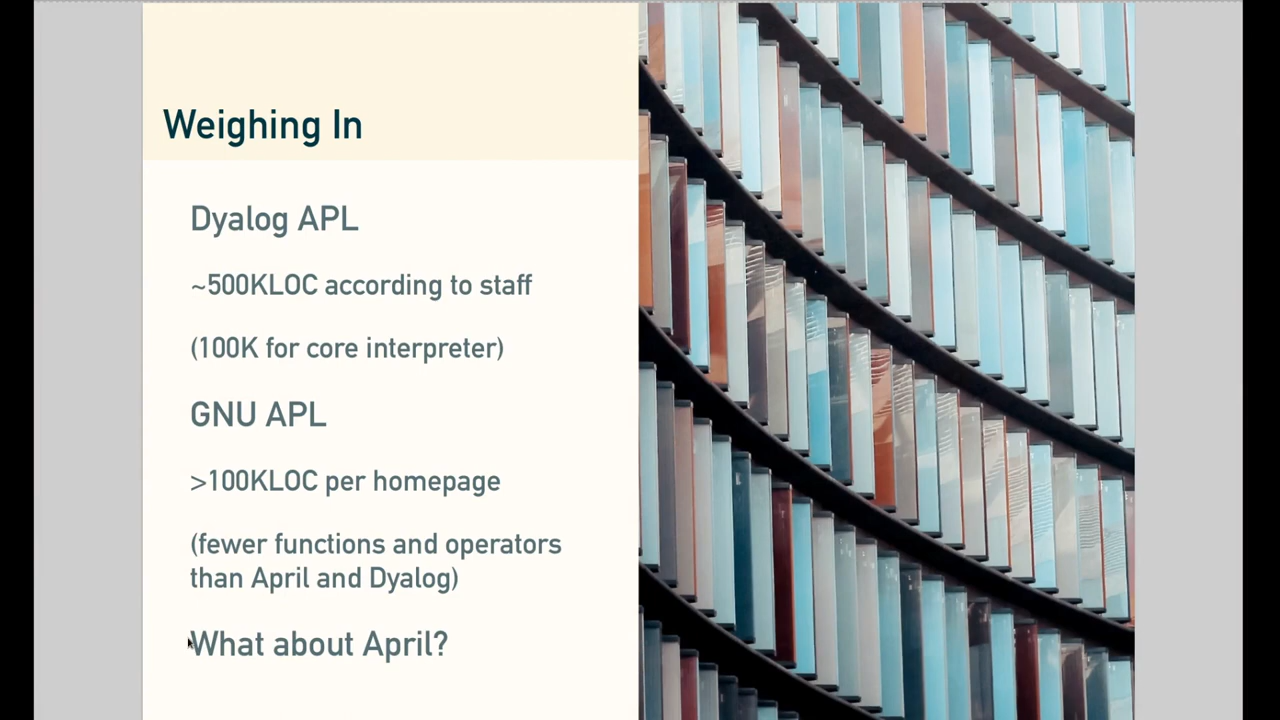 Weighing In
Dyalog APL
~500KLOC according to staff
(100K for core interpreter)
GNU APL
>100KLOC per homepage
(fewer functions and operators
than April and Dyalog)
What about April?